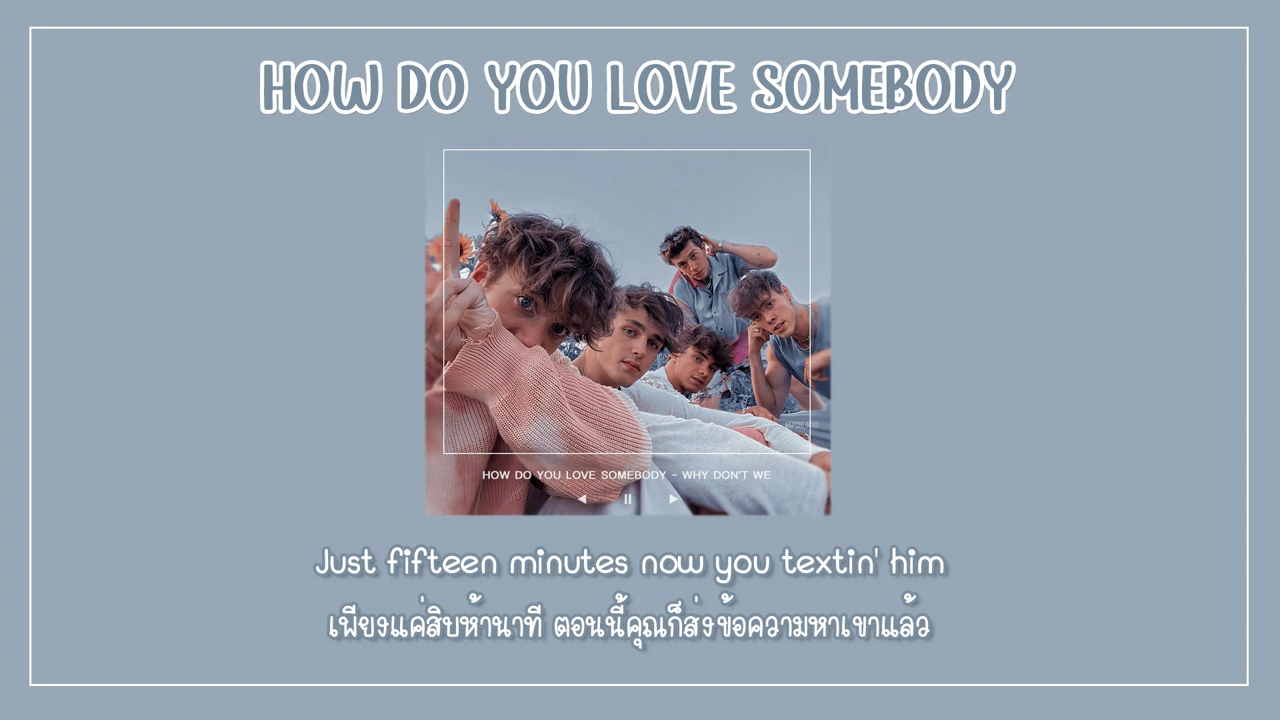 HOW DO YOU LOVE SOMEBODY
HOW DO YOU LOVE SOMEBODY - WHY DON'T WE
Just fifteen minutes now you textin' him
เพียงแค่สิบห้านาที ตอนนี้คุณก็ส่งข้อความหาเขาแล้ว